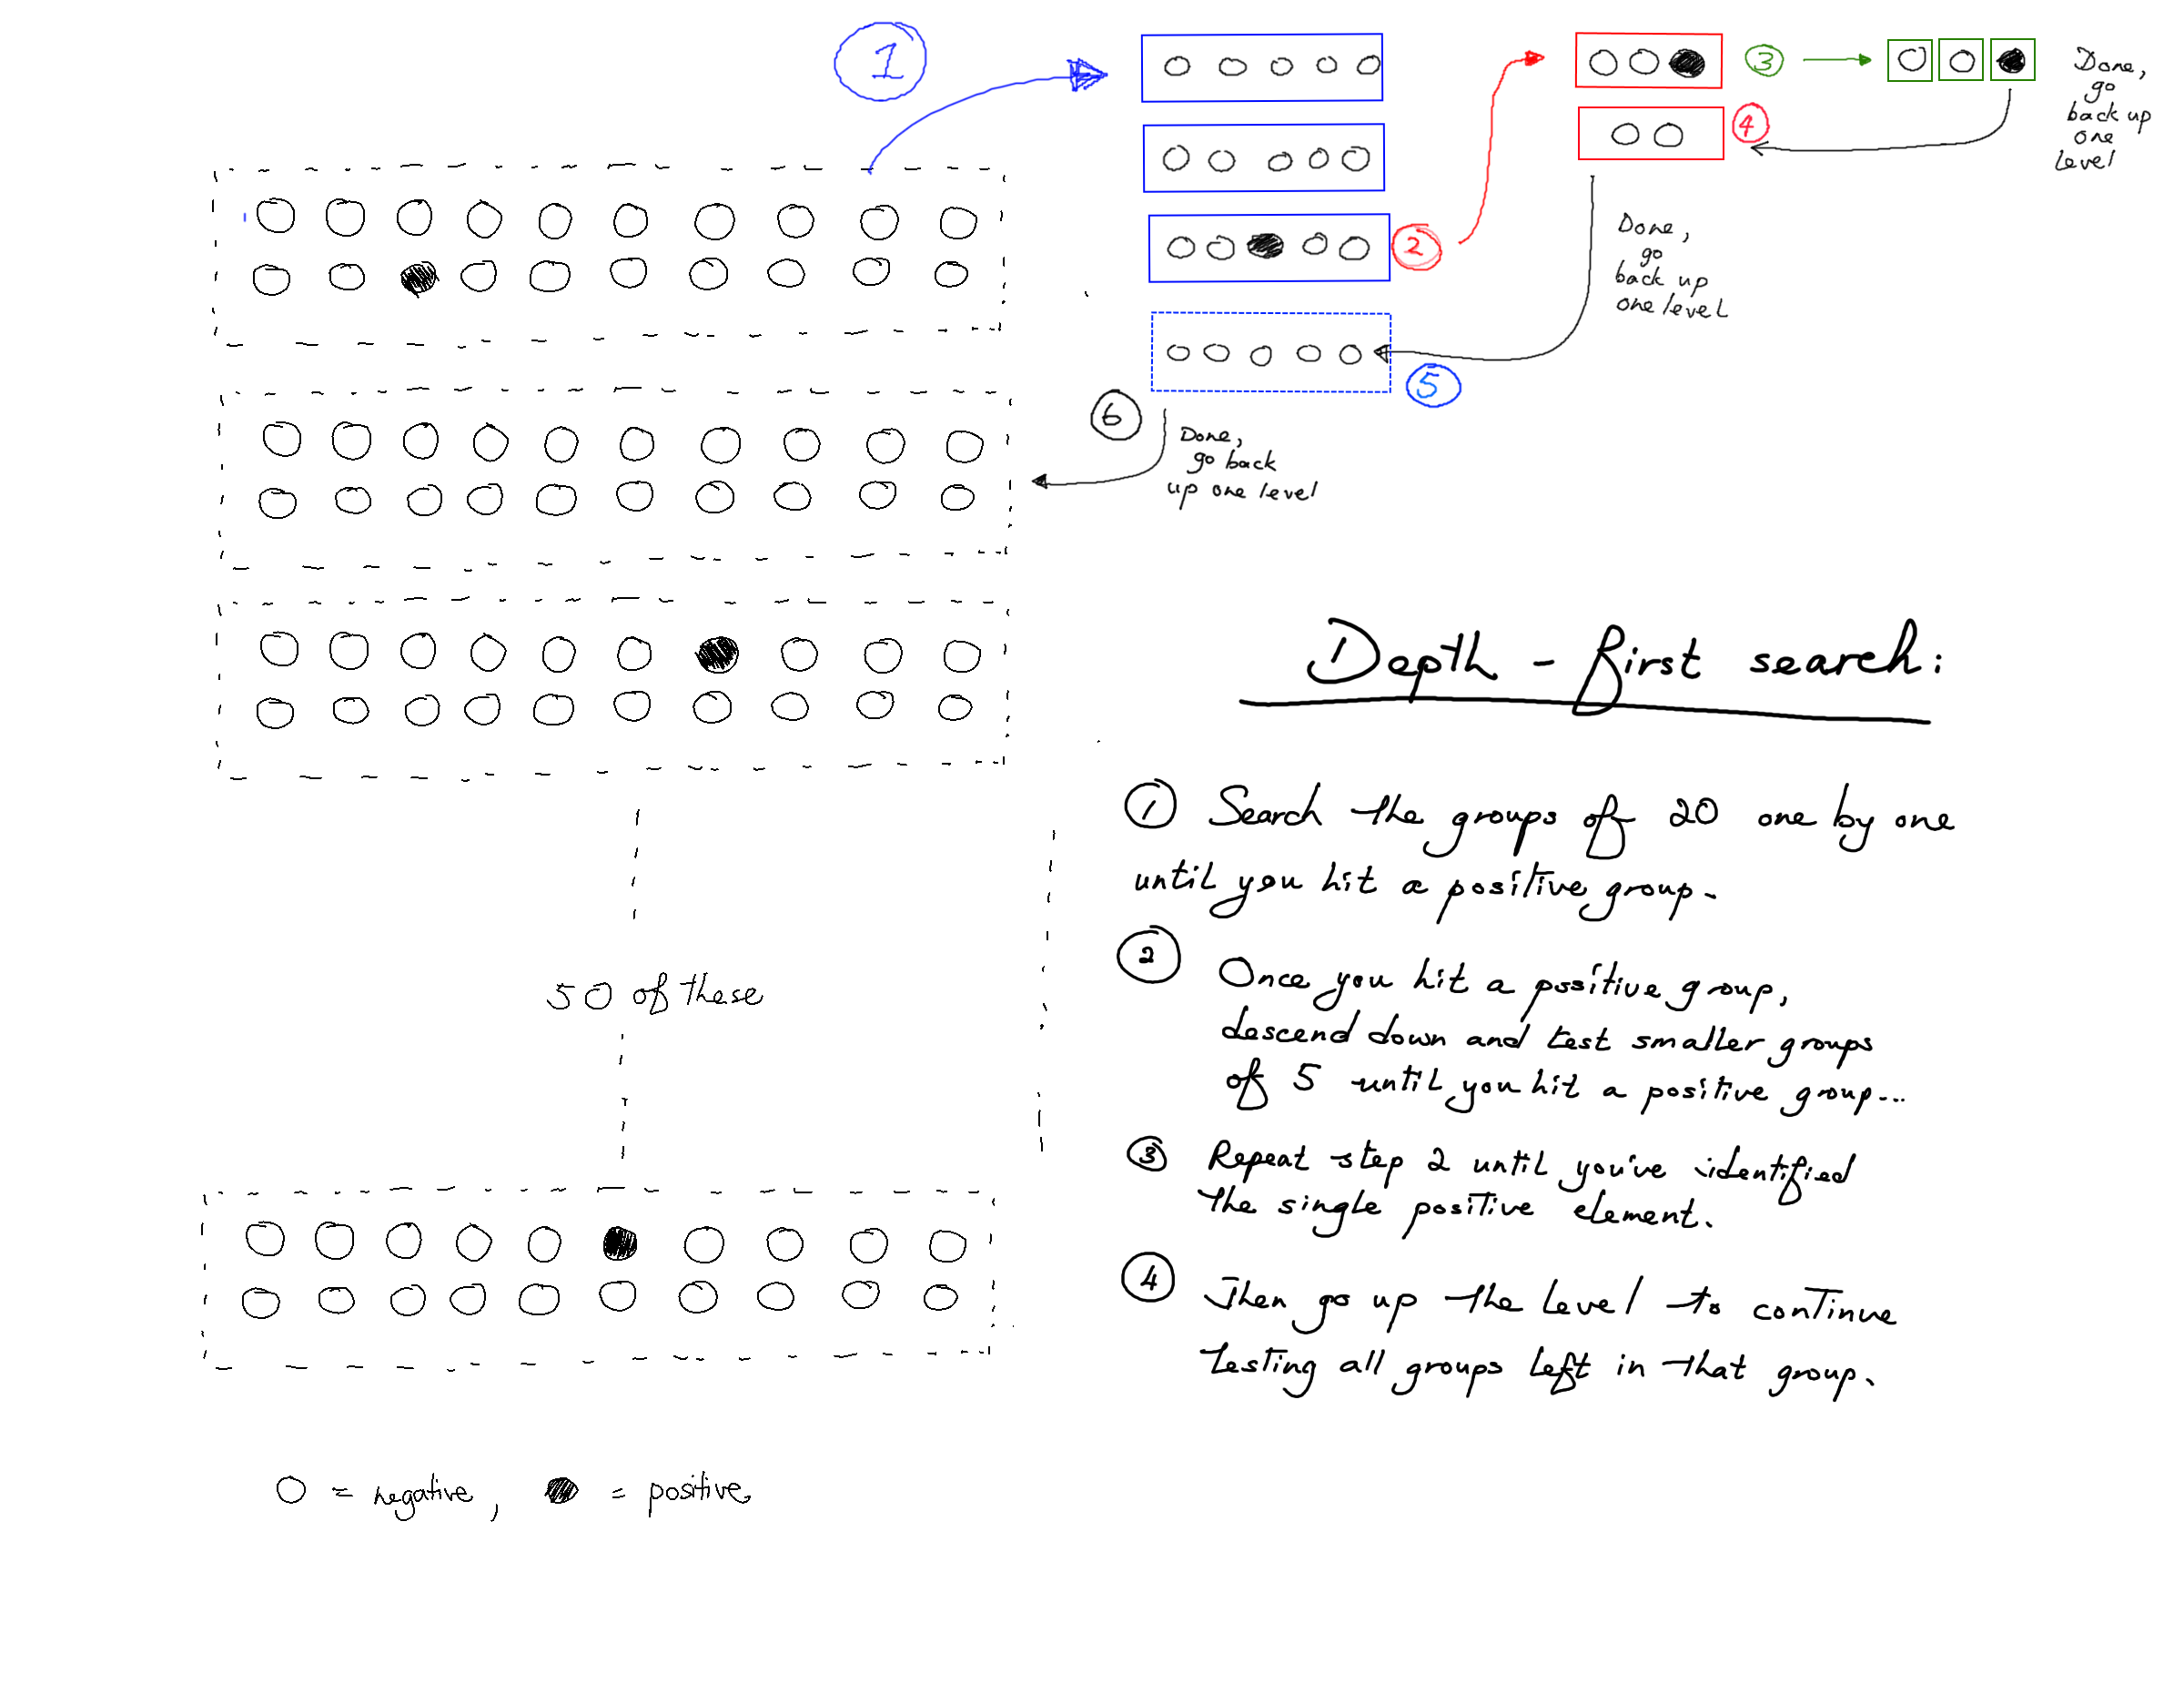 1
2
3
4
5
6
Done,
go
back up
one
level
Done,
go
back up
one level
Done,
go back
up one level
50 of these
O = negative, ● = positive
Depth - first search:
1 Search the groups of 20 one by one
until you hit a positive group.
2 Once you hit a positive group,
descend down and test smaller groups
of 5 until you hit a positive group...
3 Repeat step 2 until you've identified
the single positive element.
4 Then go up the level to continue
testing all groups left in that group.